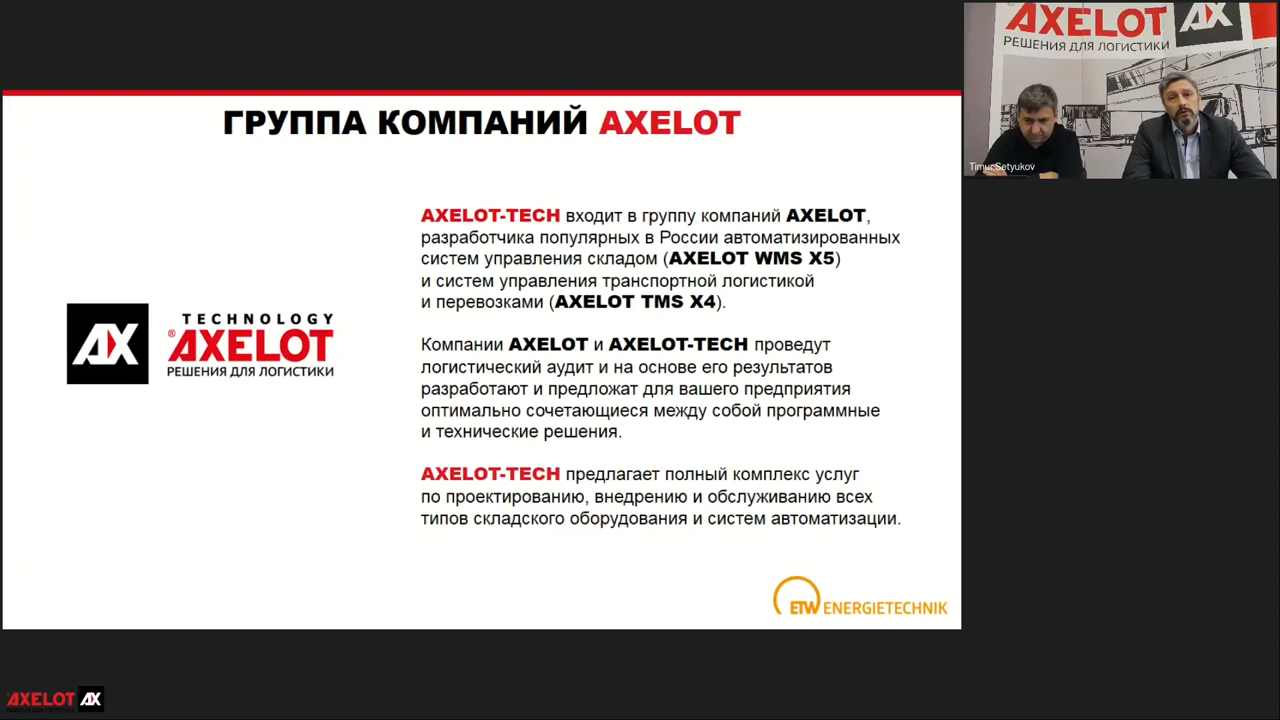 ГРУППА КОМПАНИЙ AXELOT
AXELOT-TECH входит в группу компаний AXELOT,
разработчика популярных в России автоматизированных
систем управления складом (AXELOT WMS X5)
и систем управления транспортной логистикой
и перевозками (AXELOT TMS X4).
Компании AXELOT и AXELOT-TECH проведут
логистический аудит и на основе его результатов
разработают и предложат для вашего предприятия
оптимально сочетающиеся между собой программные
и технические решения.
AXELOT-TECH предлагает полный комплекс услуг
по проектированию, внедрению и обслуживанию всех
типов складского оборудования и систем автоматизации.
AX
TECHNOLOGY
®AXELOT
РЕШЕНИЯ ДЛЯ ЛОГИСТИКИ
ETW ENERGIETECHNIK
AXELOT AX
РЕШЕНИЯ ДЛЯ ЛОГИСТИКИ
Timur Setyukov
AXELOT AX